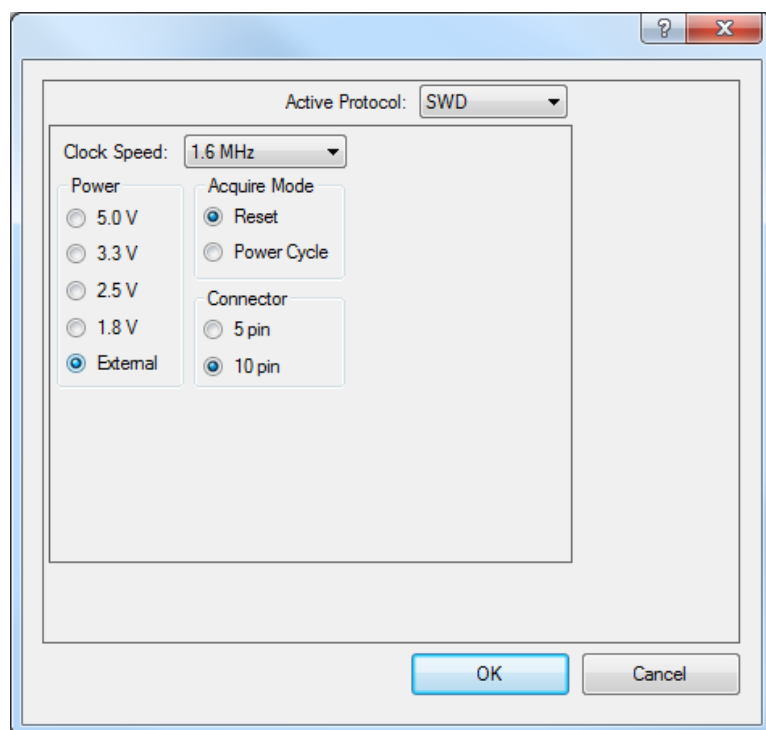 ?
Active Protocol: SWD
Clock Speed: 1.6 MHz
Power
5.0 V
3.3 V
2.5 V
1.8 V
External
Acquire Mode
Reset
Power Cycle
Connector
5 pin
10 pin
OK Cancel